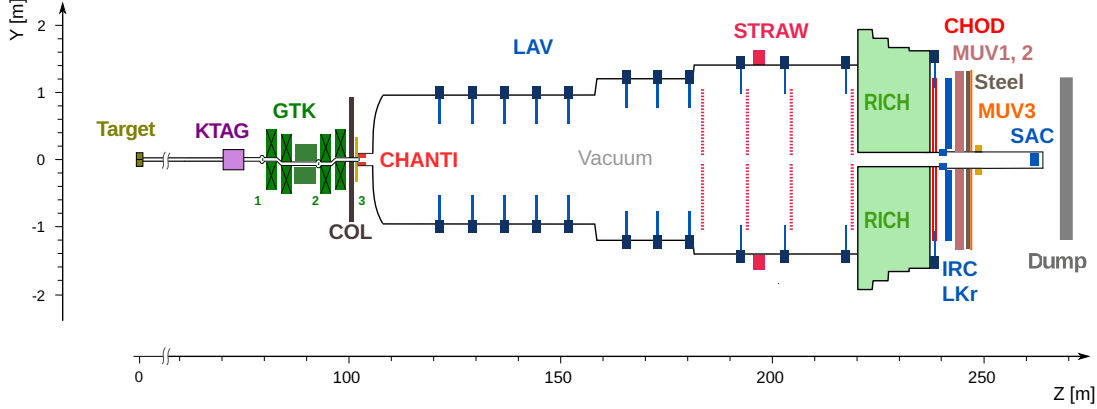 Y [m]
2
1
0
-1
-2
Target
KTAG
GTK
1
2
3
COL
CHANTI
LAV
Vacuum
STRAW
RICH
RICH
CHOD
MUV1, 2
Steel
MUV3
SAC
IRC
LKr
Dump
0
100
150
200
250
Z [m]